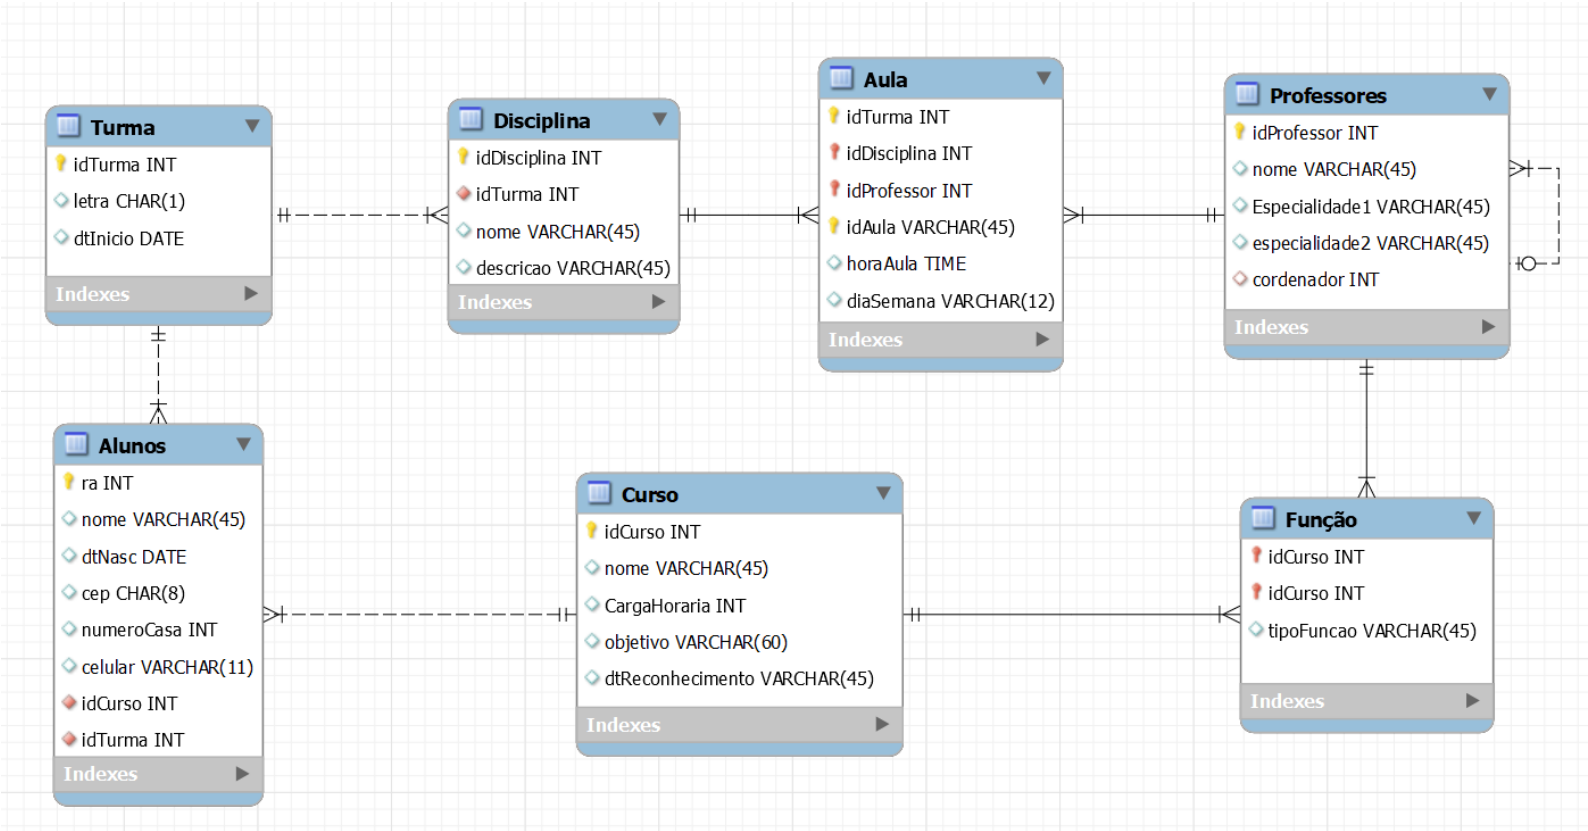 Turma
idTurma INT
letra CHAR(1)
dtInicio DATE
Indexes
Disciplina
idDisciplina INT
idTurma INT
nome VARCHAR(45)
descricao VARCHAR(45)
Indexes
Aula
idTurma INT
idDisciplina INT
idProfessor INT
idAula VARCHAR(45)
horaAula TIME
diaSemana VARCHAR(12)
Indexes
Professores
idProfessor INT
nome VARCHAR(45)
Especialidade1 VARCHAR(45)
especialidade2 VARCHAR(45)
cordenador INT
Indexes
Alunos
ra INT
nome VARCHAR(45)
dtNasc DATE
cep CHAR(8)
numeroCasa INT
celular VARCHAR(11)
idCurso INT
idTurma INT
Indexes
Curso
idCurso INT
nome VARCHAR(45)
CargaHoraria INT
objetivo VARCHAR(60)
dtReconhecimento VARCHAR(45)
Indexes
Função
idCurso INT
idCurso INT
tipoFuncao VARCHAR(45)
Indexes